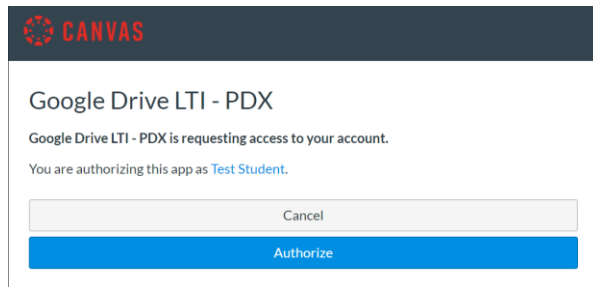 CANVAS
Google Drive LTI - PDX
Google Drive LTI - PDX is requesting access to your account.
You are authorizing this app as Test Student.
Cancel
Authorize